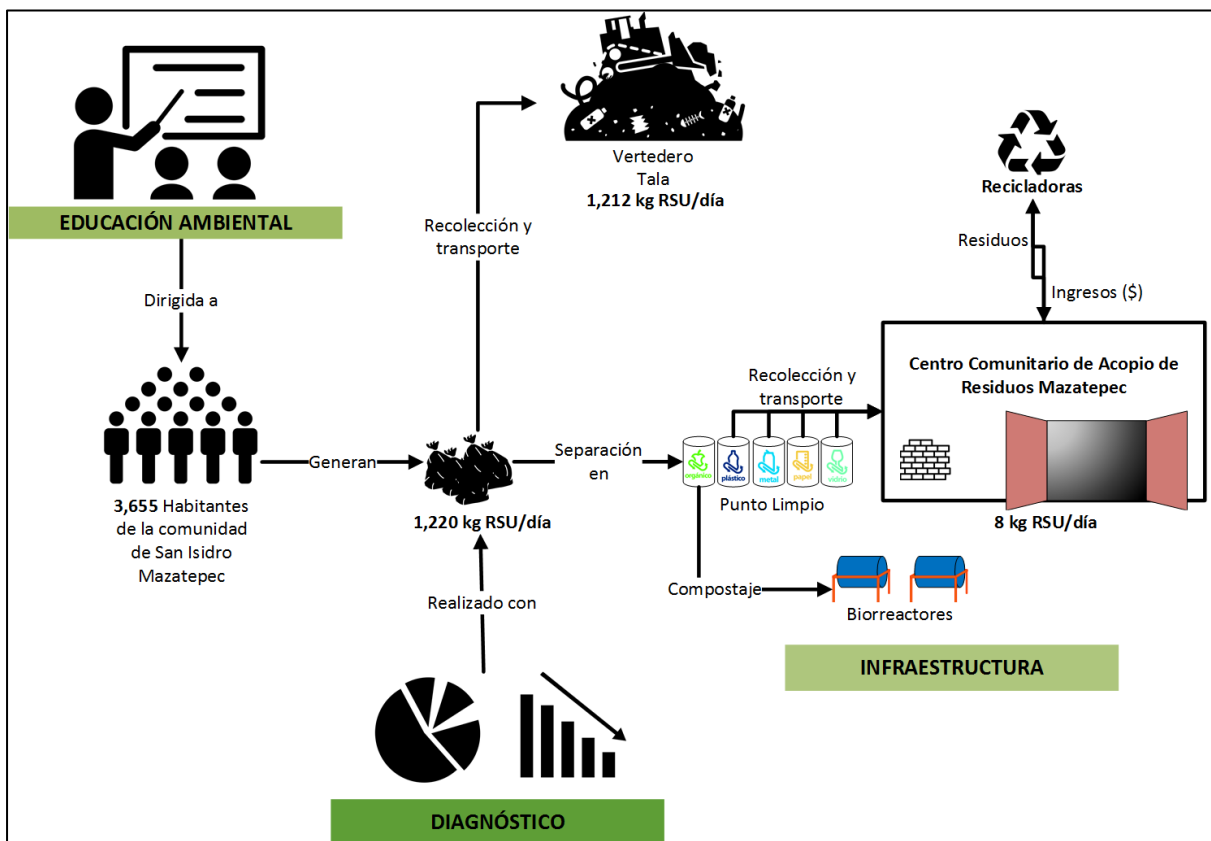 EDUCACIÓN AMBIENTAL
Dirigida a
3,655 Habitantes
de la comunidad
de San Isidro
Mazatepec
Generan
1,220 kg RSU/día
Recolección y
transporte
Vertedero
Tala
1,212 kg RSU/día
Realizado con
DIAGNÓSTICO
Separación
en
orgánico
plástico
metal
papel
vidrio
Punto Limpio
Recolección y
transporte
Compostaje
Biorreactores
INFRAESTRUCTURA
Recicladoras
Residuos
Ingresos ($)
Centro Comunitario de Acopio de
Residuos Mazatepec
8 kg RSU/día